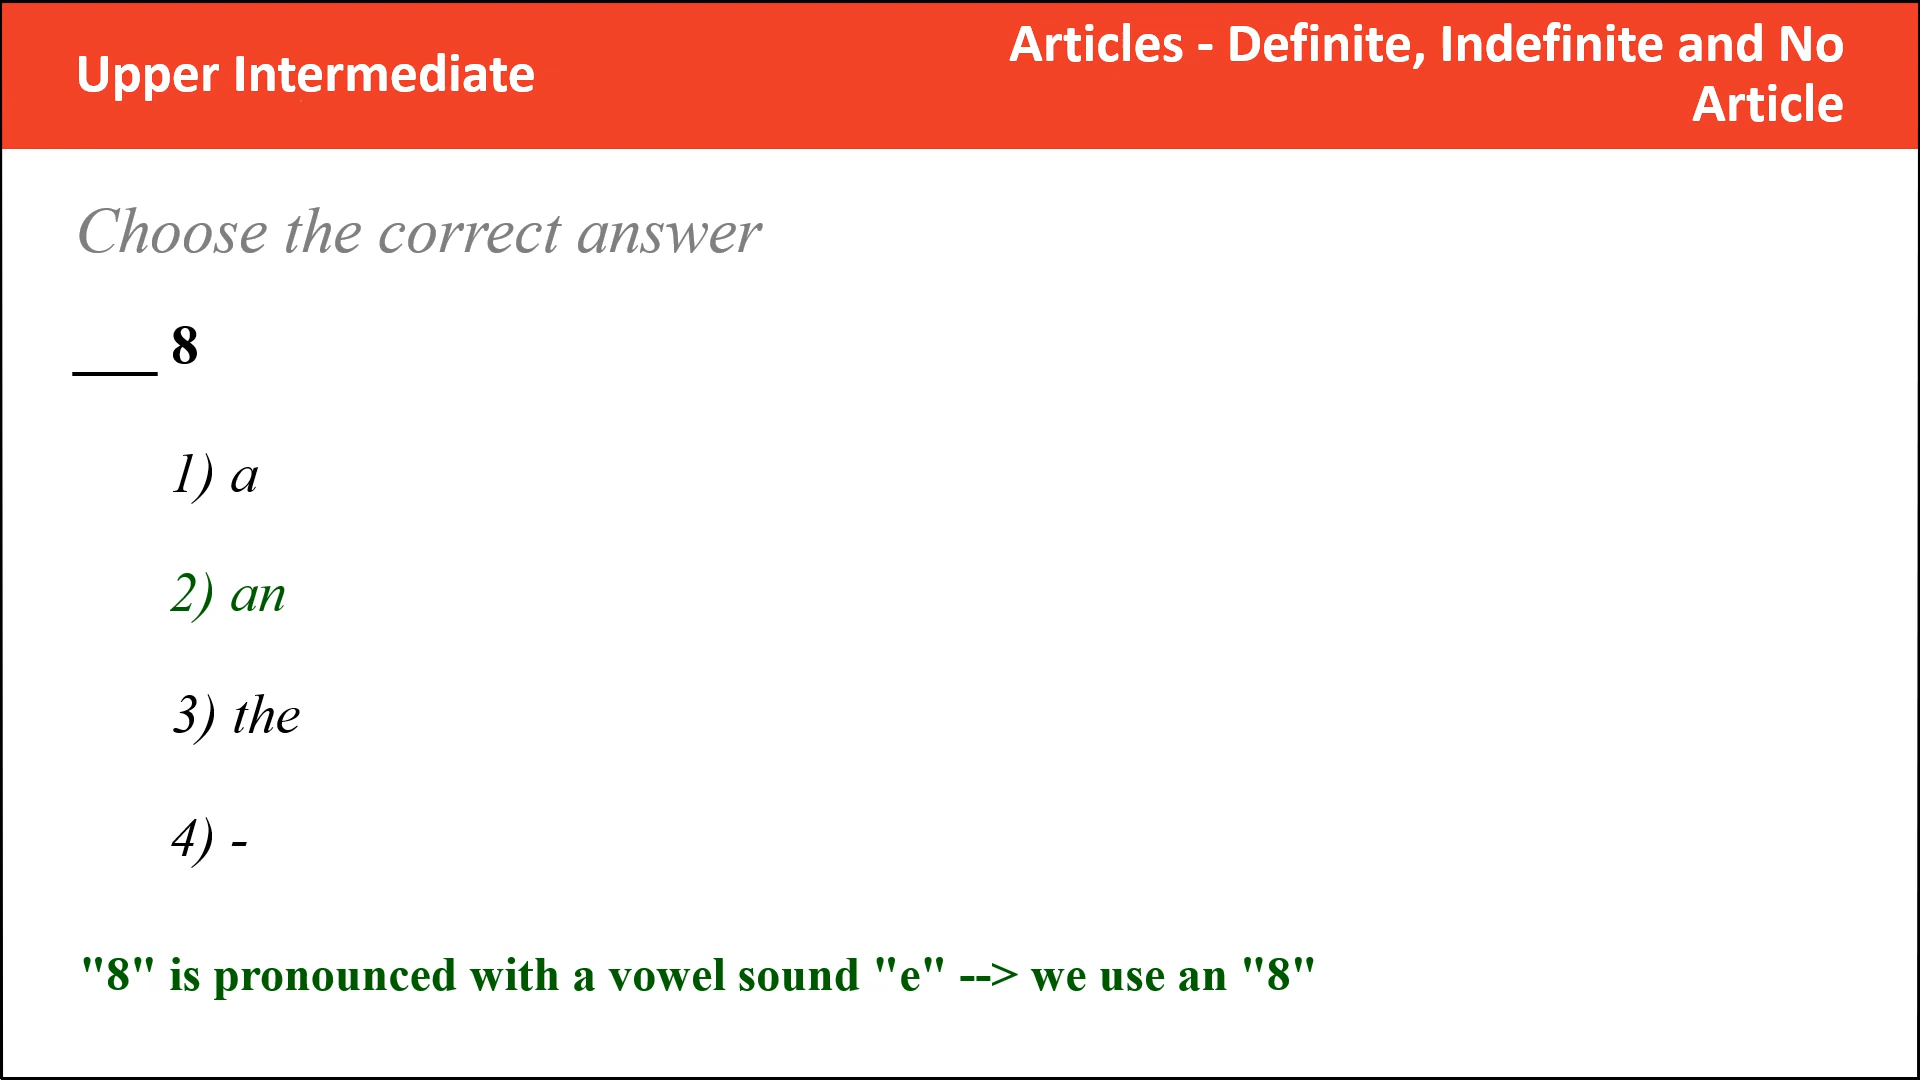 Upper Intermediate
Articles - Definite, Indefinite and No
Article
Choose the correct answer
___ 8
1) a
2) an
3) the
4) -
"8" is pronounced with a vowel sound "e" --> we use an "8"